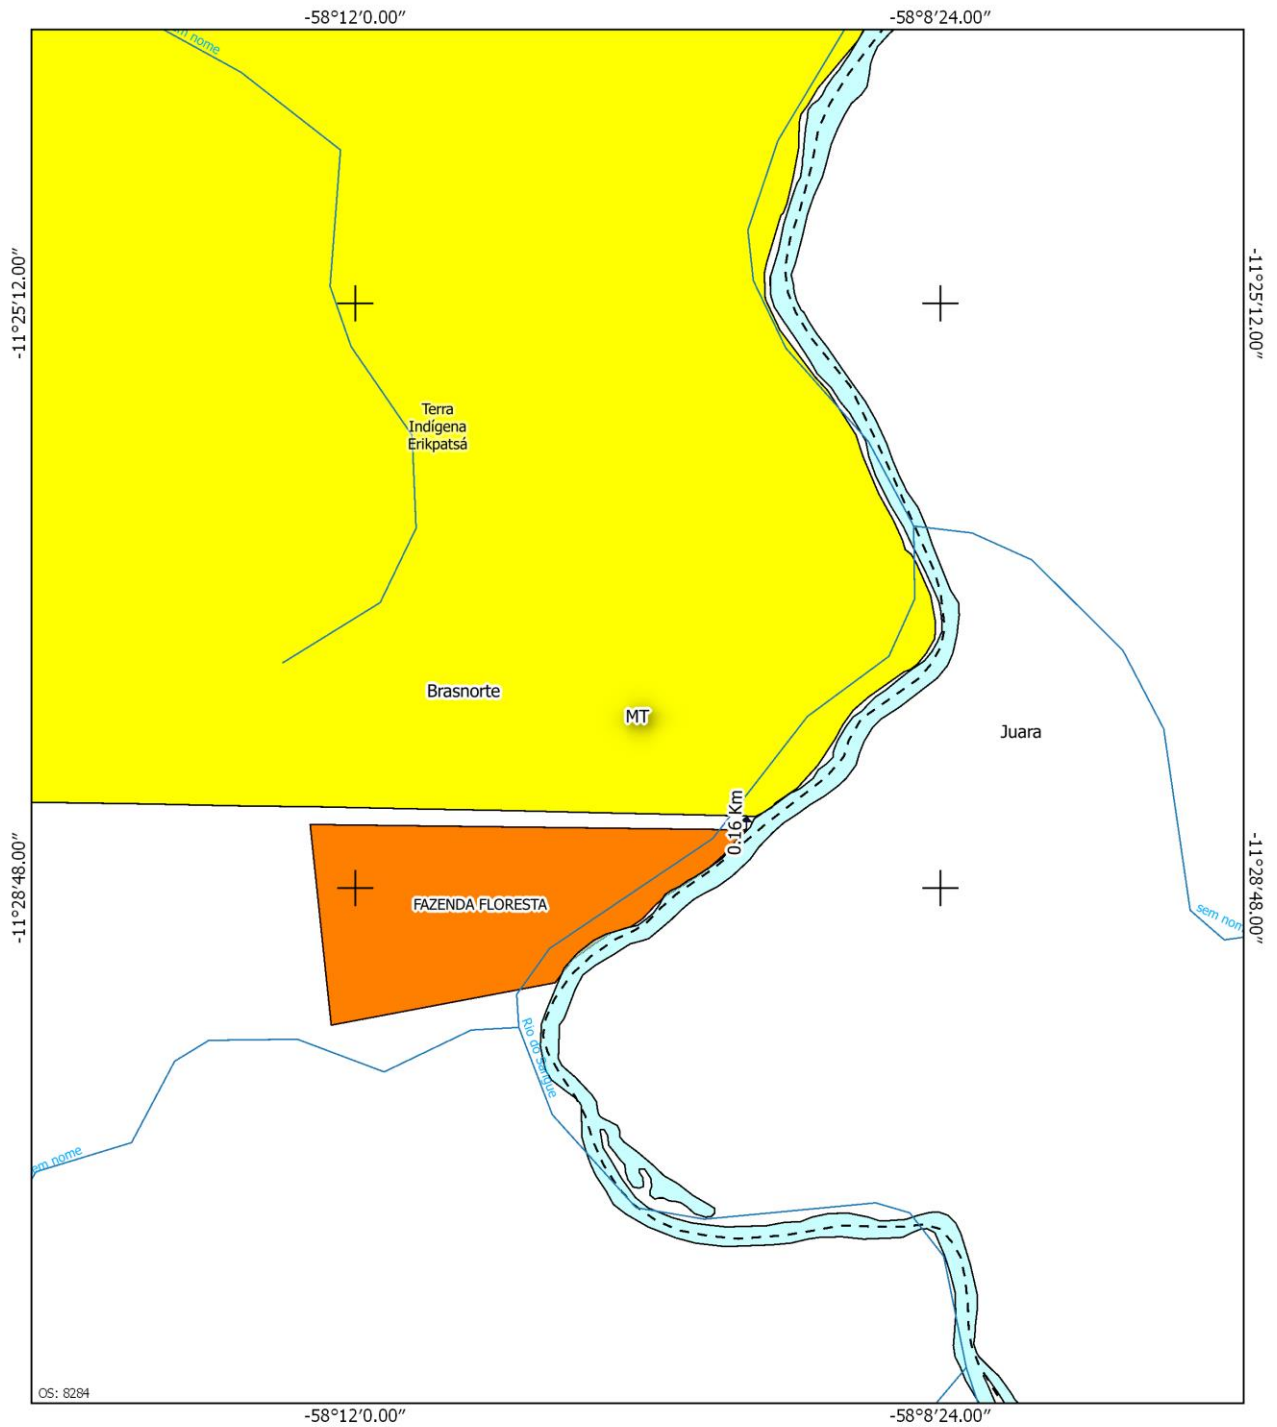 -58°12'0.00"
-58°8'24.00"
em nome
-11°25'12.00"
-11°25'12.00"
Terra
Indígena
Erikpatsá
Brasnorte
MT
Juara
0.16 Km
-11°28'48.00"
-11°28'48.00"
FAZENDA FLORESTA
sem nom
Rio do Sangue
em nome
OS: 8284
-58°12'0.00"
-58°8'24.00"